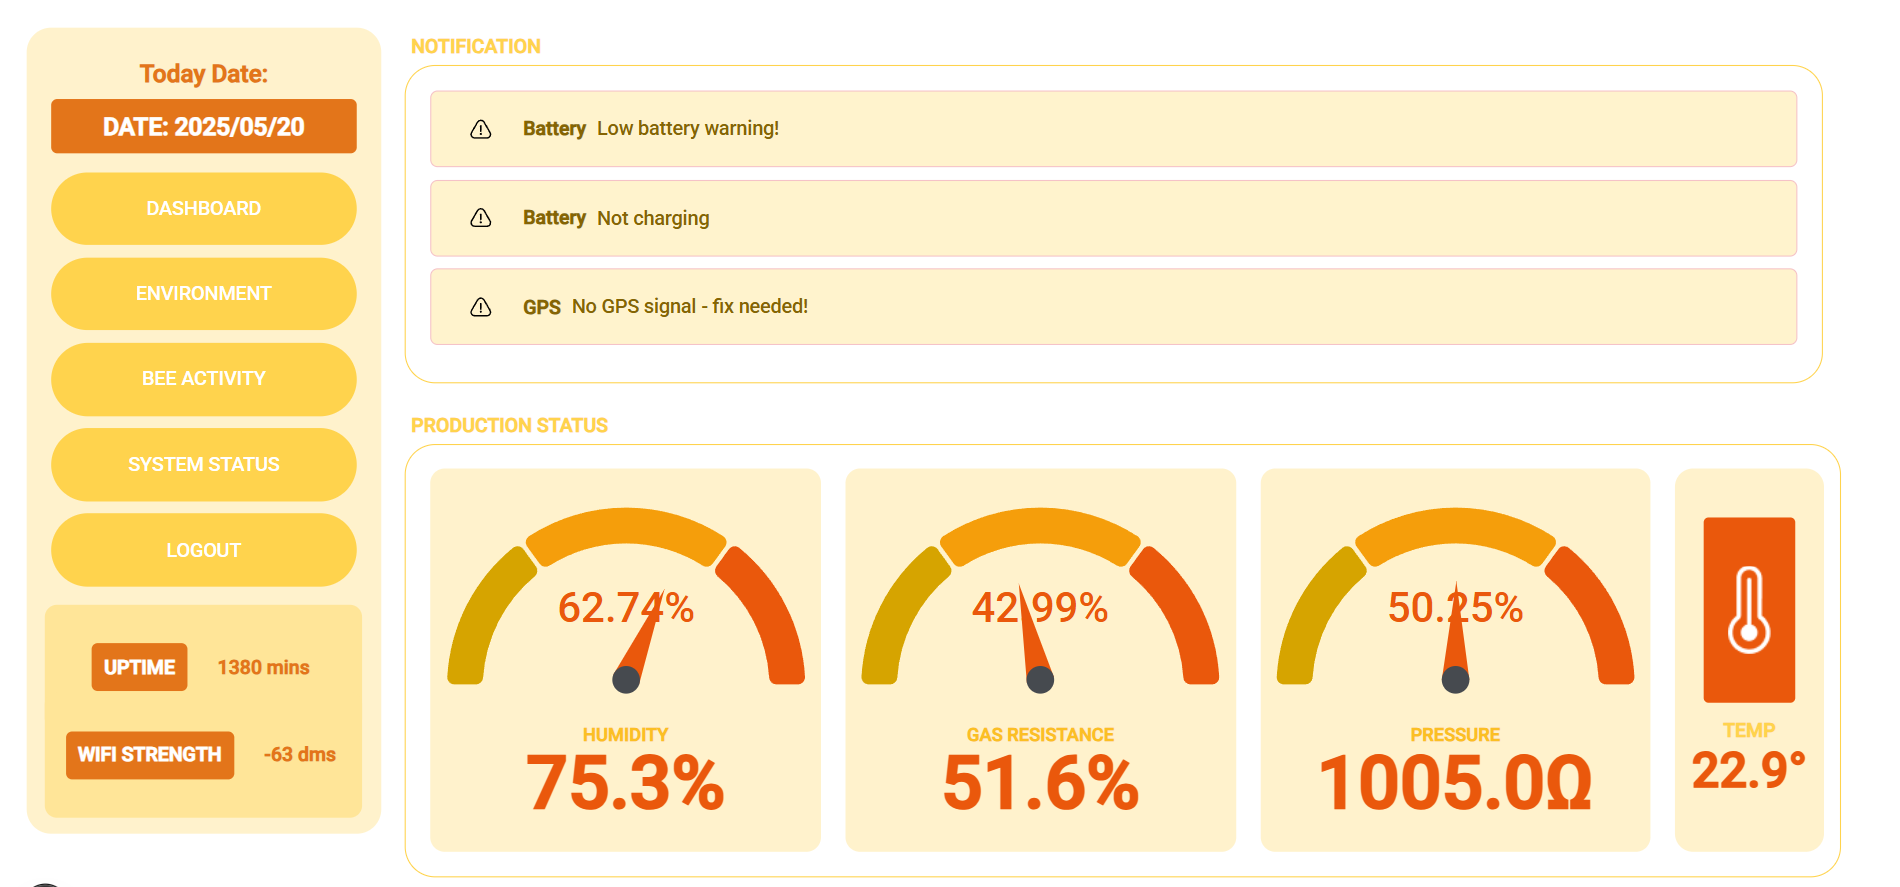 Today Date:
DATE: 2025/05/20
DASHBOARD
ENVIRONMENT
BEE ACTIVITY
SYSTEM STATUS
LOGOUT
UPTIME 1380 mins
WIFI STRENGTH -63 dms
NOTIFICATION
Battery Low battery warning!
Battery Not charging
GPS No GPS signal - fix needed!
PRODUCTION STATUS
62.74%
HUMIDITY
75.3%
42.99%
GAS RESISTANCE
51.6%
50.25%
PRESSURE
1005.0Ω
TEMP
22.9°